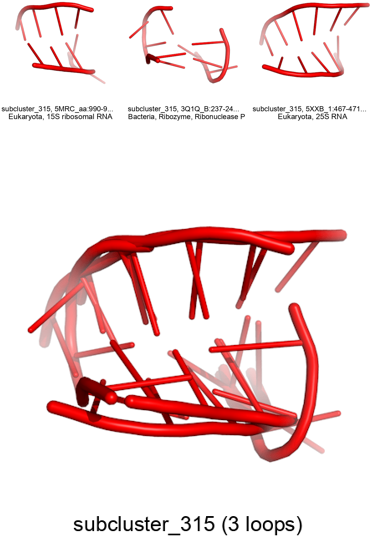 subcluster_315, 5MRC_aa:990-9...
Eukaryota, 15S ribosomal RNA
subcluster_315, 3Q1Q_B:237-24...
Bacteria, Ribozyme, Ribonuclease P
subcluster_315, 5XXB_1:467-471...
Eukaryota, 25S RNA
subcluster_315 (3 loops)